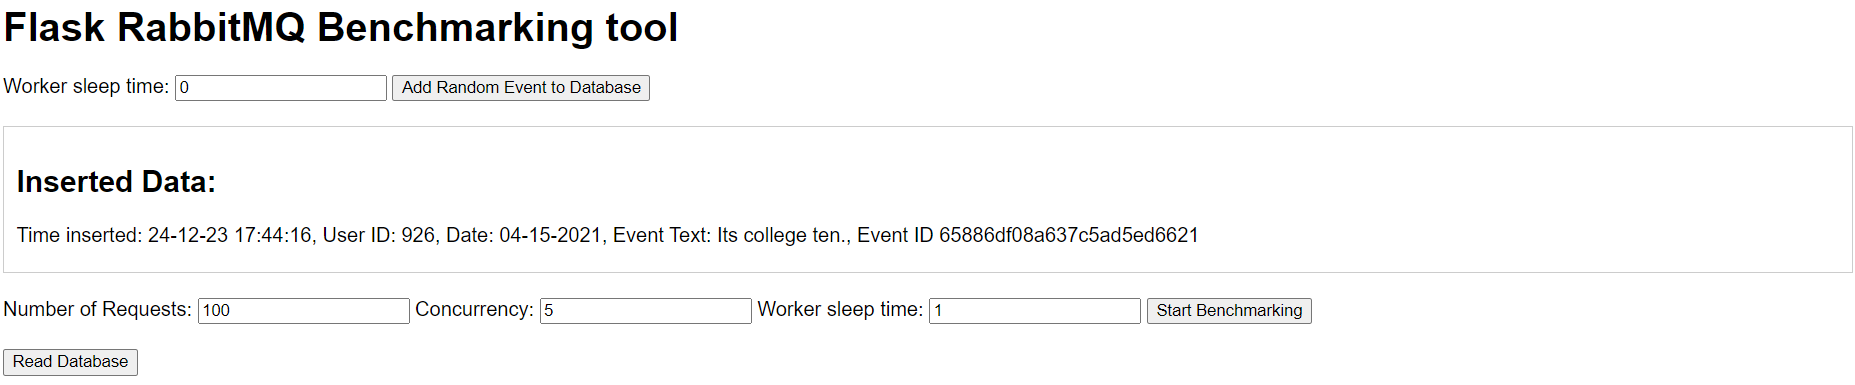 Flask RabbitMQ Benchmarking tool
Worker sleep time: 0 Add Random Event to Database
Inserted Data:
Time inserted: 24-12-23 17:44:16, User ID: 926, Date: 04-15-2021, Event Text: Its college ten., Event ID 65886df08a637c5ad5ed6621
Number of Requests: 100 Concurrency: 5 Worker sleep time: 1 Start Benchmarking
Read Database